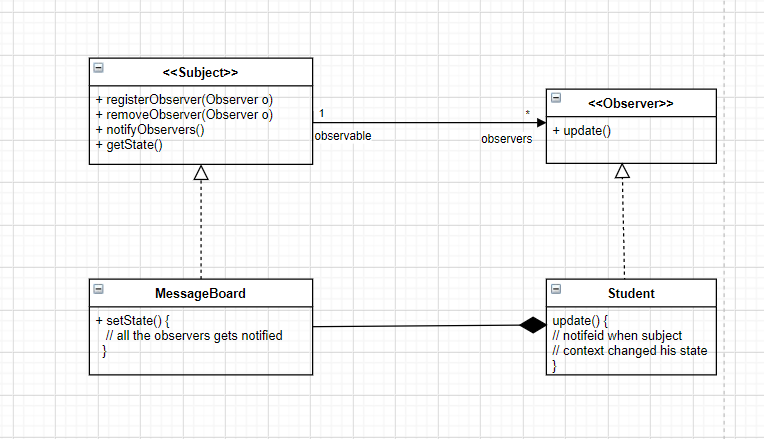 <<Subject>>
+ registerObserver(Observer o)
+ removeObserver(Observer o)
+ notifyObservers()
+ getState()
1
observable
*
observers
<<Observer>>
+ update()
MessageBoard
+ setState() {
// all the observers gets notified
}
Student
update() {
// notifeid when subject
// context changed his state
}